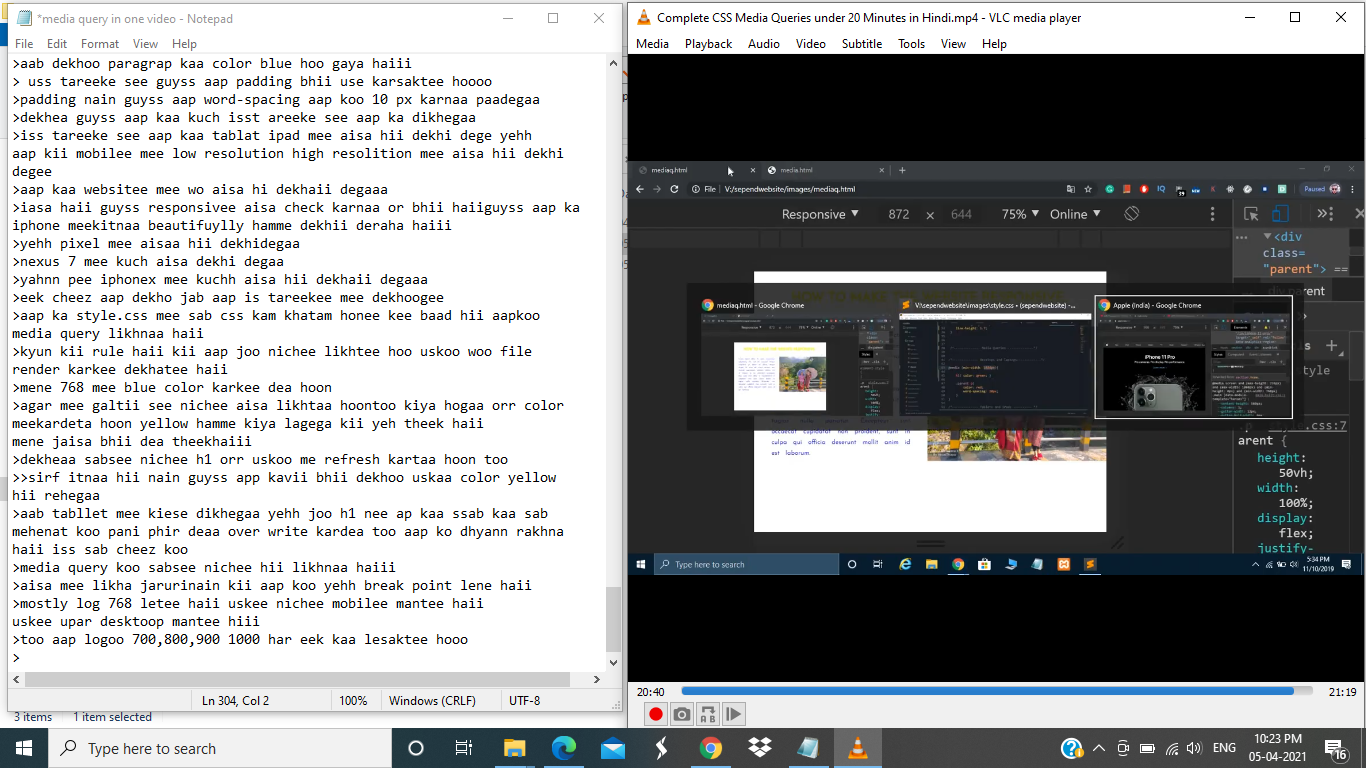 *media query in one video - Notepad
File Edit Format View Help
>aab dekhoo paragrap kaa color blue hoo gaya haiii
> uss tareeke see guyss aap padding bhii use karsaktee hoooo
>padding nain guyss aap word-spacing aap koo 10 px karnaa paadegaa
>dekhea guyss aap kaa kuch isst areeke see aap ka dikhegaa
>iss tareeke see aap kaa tablat ipad mee aisa hii dekhi dege yehh
aap kii mobilee mee low resolution high resolition mee aisa hii dekhi
degee
>aap kaa websitee mee wo aisa hi dekhaii degaaa
>iasa haii guyss responsivee aisa check karnaa or bhii haiiguyss aap ka
iphone meekitnaa beautifuylly hamme dekhii deraha haiii
>yehh pixel mee aisaa hii dekhidegaa
>nexus 7 mee kuch aisa dekhi degaa
>yahnn pee iphonex mee kuchh aisa hii dekhaii degaaa
>eek cheez aap dekho jab aap is tareekee mee dekhoogee
>aap ka style.css mee sab css kam khatam honee kee baad hii aapkoo
media query likhnaa haii
>kyun kii rule haii kii aap joo nichee likhtee hoo uskoo woo file
render karkee dekhatee haii
>mene 768 mee blue color kardeaa hon
>agar mee galtii see nichee aisa likhtaa hoontoo kiya hogaa orr color
meekardeta hoon yellow hamme kiya lagega kii yeh theek haii
mene jaisa bhii dea theekhaiii
>dekheaa mesee nichee h1 orr uskoo me refresh kartaa hoon too
>>sirf itnaa hii nain guyss app kavii bhii dekhoo uskaa color yellow
hii rehegaa
>aab tabllet mee kiese dikhegaa yehh joo h1 nee ap kaa ssab kaa sab
mehenat koo pani phir deaa over write kardea too aap ko dhyann rakhna
haii iss sab cheez koo
>media query koo sabsee nichee hii likhnaa haiii
>aisa mee likha jarurinain kii aap koo yehh break point lene haii
>mostly log 768 letee haii uskee nichee mobilee mantee haii
uskee upar desktoop mantee hiii
>too aap logoo 700,800,900 1000 har eek kaa lesaktee hooo
>
Ln 304, Col 2 100% Windows (CRLF) UTF-8
3 items 1 item selected
Complete CSS Media Queries under 20 Minutes in Hindi.mp4 - VLC media player
Media Playback Audio Video Subtitle Tools View Help
mediaq.html media.html
File V:/sependwebsite/images/mediaq.html Paused
Responsive 872 × 644 75% Online
<div
class=
"parent"> ==
div.parent
mediaq.html - Google Chrome
V:\sependwebsite\images\style.css • (sependwebsite) -...
Apple (India) - Google Chrome
iPhone 11 Pro
culpa qui officia deserunt mollit anim id
est laborum.
arent {
height:
50vh;
width:
100%;
display:
flex;
justify-
Type here to search
5:34 PM
11/10/2019
20:40 21:19
Type here to search
ENG
10:23 PM
05-04-2021
16